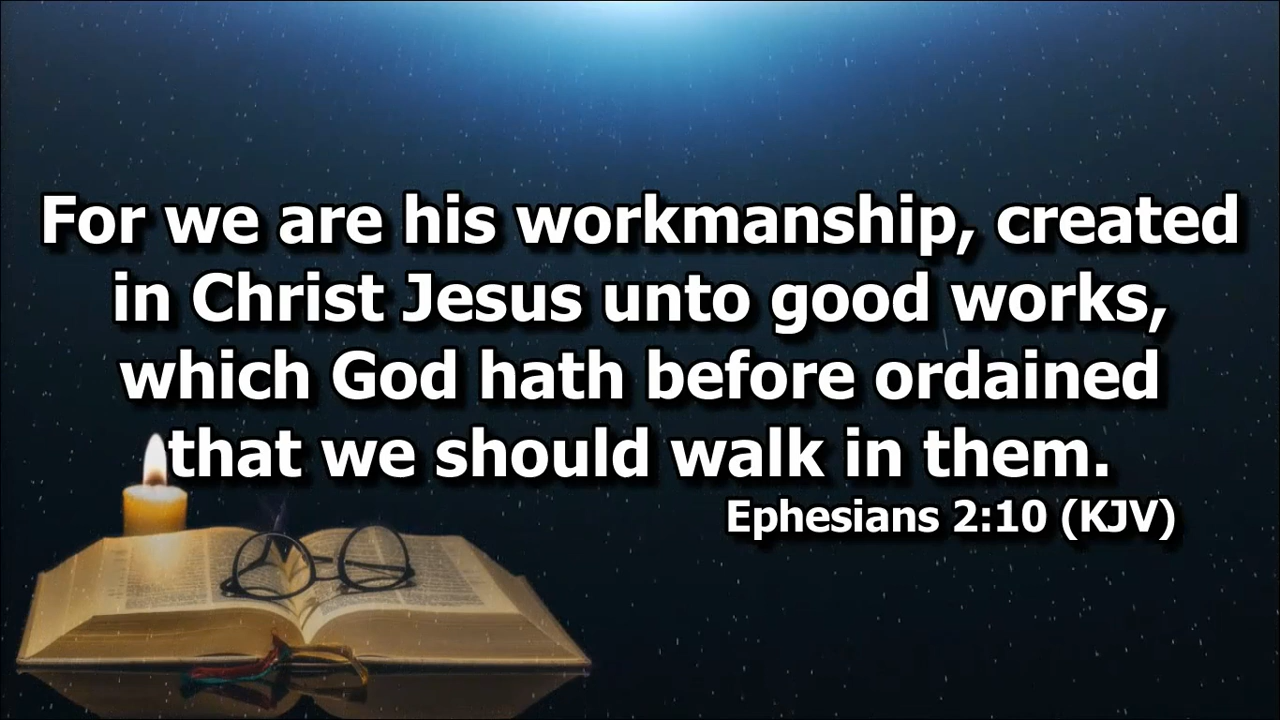 For we are his workmanship, created
in Christ Jesus unto good works,
which God hath before ordained
that we should walk in them.
Ephesians 2:10 (KJV)